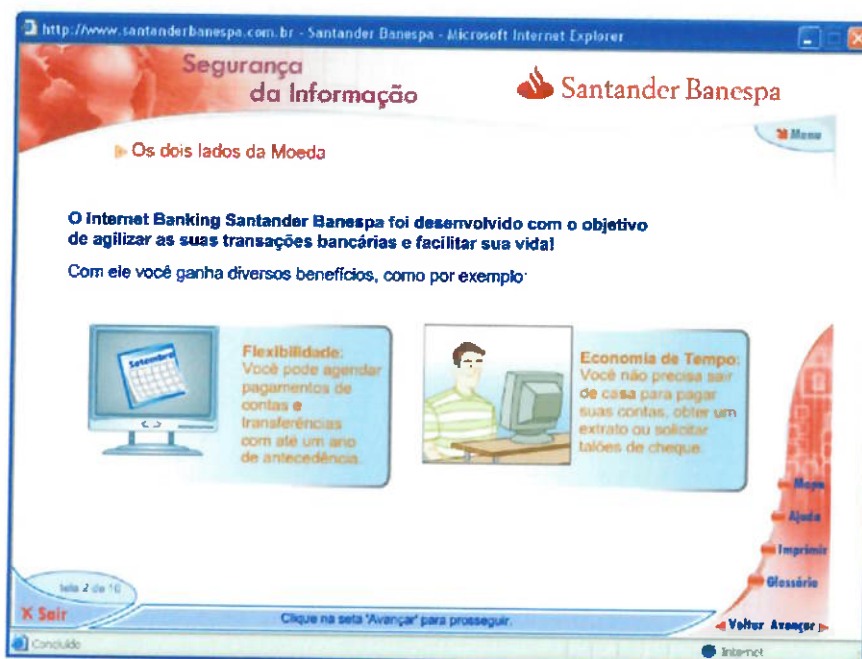 http://www.santanderbanespa.com.br - Santander Banespa - Microsoft Internet Explorer
Segurança
da Informação
Santander Banespa
Menu
Os dois lados da Moeda
O Internet Banking Santander Banespa foi desenvolvido com o objetivo
de agilizar as suas transações bancárias e facilitar sua vida!
Com ele você ganha diversos benefícios, como por exemplo:
Setembro
Flexibilidade:
Você pode agendar
pagamentos de
contas e
transferências
com até um ano
de antecedência.
Economia de Tempo:
Você não precisa sair
de casa para pagar
suas contas, obter um
extrato ou solicitar
talões de cheque.
Mapa
Ajuda
Imprimir
Glossário
tela 2 de 10
X Sair
Clique na seta 'Avançar' para prosseguir.
Voltar Avançar
Concluído
Internet